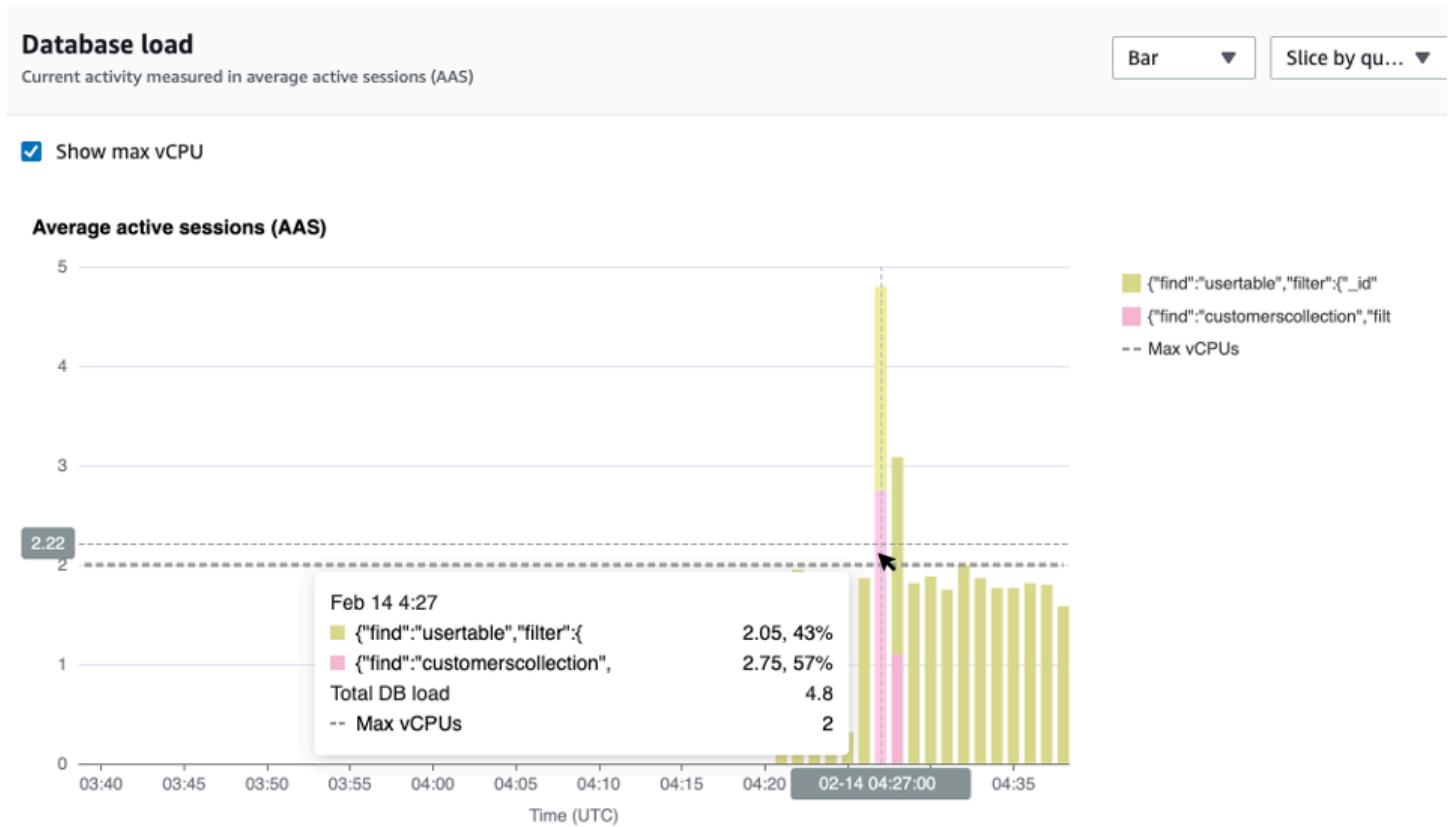 Database load
Current activity measured in average active sessions (AAS)
Bar
Slice by qu...
Show max vCPU
Average active sessions (AAS)
5
{"find":"usertable","filter":{"_id"
{"find":"customerscollection","filt
-- Max vCPUs
4
3
2.22
2
Feb 14 4:27
{"find":"usertable","filter":{ 2.05, 43%
{"find":"customerscollection", 2.75, 57%
Total DB load 4.8
-- Max vCPUs 2
1
0
03:40 03:45 03:50 03:55 04:00 04:05 04:10 04:15 04:20 02-14 04:27:00 04:35
Time (UTC)